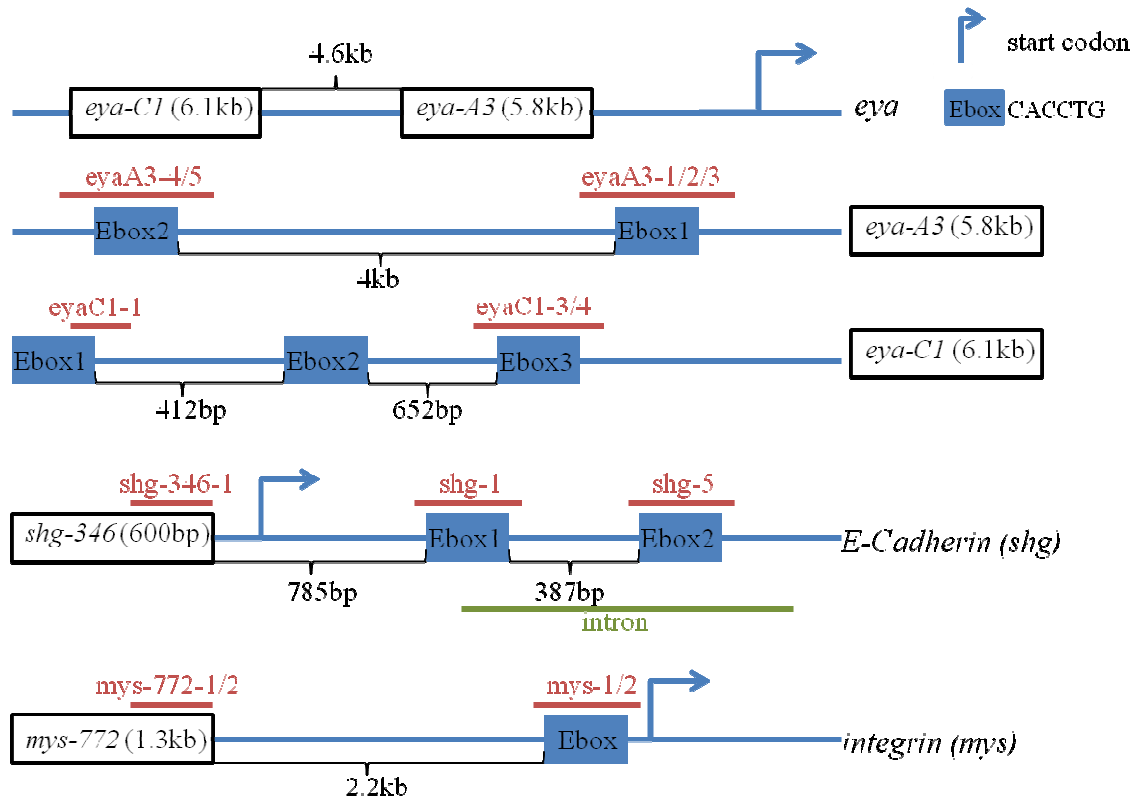 4.6kb
start codon
eya-C1 (6.1kb)
eya-A3 (5.8kb)
eya
Ebox CACCTG
eyaA3-4/5
eyaA3-1/2/3
Ebox2
Ebox1
eya-A3 (5.8kb)
4kb
eyaC1-1
eyaC1-3/4
Ebox1
Ebox2
Ebox3
eya-C1 (6.1kb)
412bp
652bp
shg-346-1
shg-1
shg-5
shg-346 (600bp)
Ebox1
Ebox2
E-Cadherin (shg)
785bp
387bp
intron
mys-772-1/2
mys-1/2
mys-772 (1.3kb)
Ebox
integrin (mys)
2.2kb